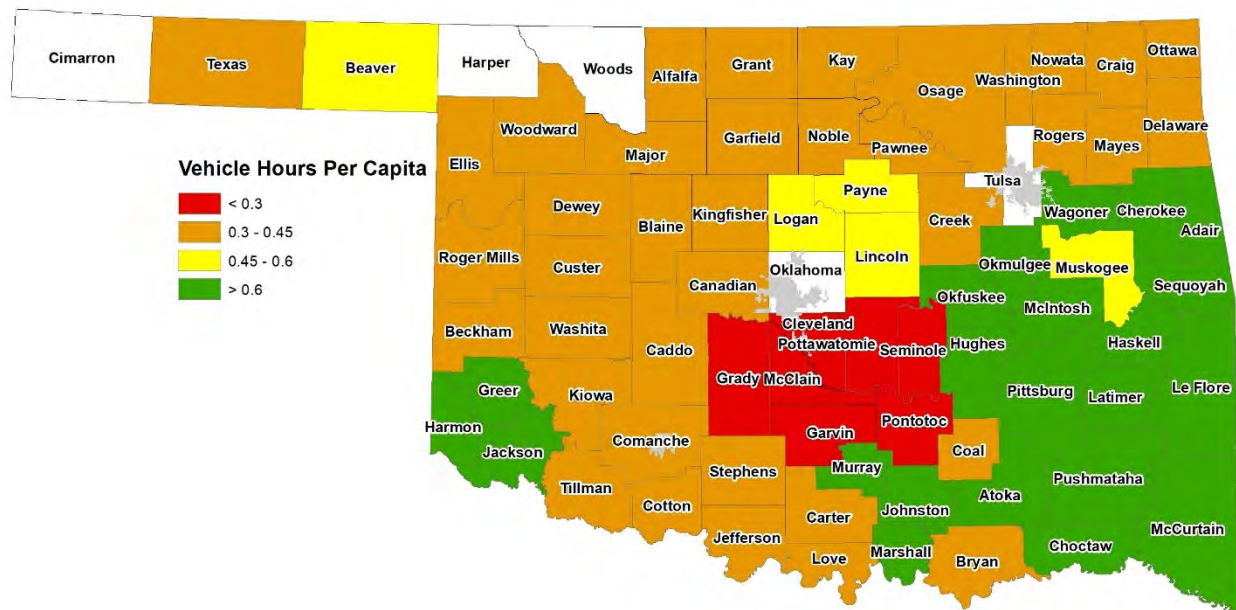 Cimarron
Texas
Beaver
Harper
Woods
Alfalfa
Grant
Kay
Osage
Washington
Nowata
Craig
Ottawa
Woodward
Ellis
Major
Garfield
Noble
Pawnee
Rogers
Mayes
Delaware
Vehicle Hours Per Capita
< 0.3
0.3 - 0.45
0.45 - 0.6
> 0.6
Tulsa
Payne
Logan
Dewey
Blaine
Kingfisher
Creek
Wagoner
Cherokee
Adair
Roger Mills
Custer
Canadian
Oklahoma
Lincoln
Okmulgee
Muskogee
Sequoyah
Okfuskee
McIntosh
Beckham
Washita
Caddo
Cleveland
Pottawatomie
Seminole
Hughes
Haskell
Grady
McClain
Pittsburg
Latimer
Le Flore
Greer
Kiowa
Harmon
Jackson
Comanche
Garvin
Pontotoc
Coal
Stephens
Murray
Tillman
Cotton
Atoka
Pushmataha
Johnston
Carter
McCurtain
Jefferson
Love
Marshall
Bryan
Choctaw